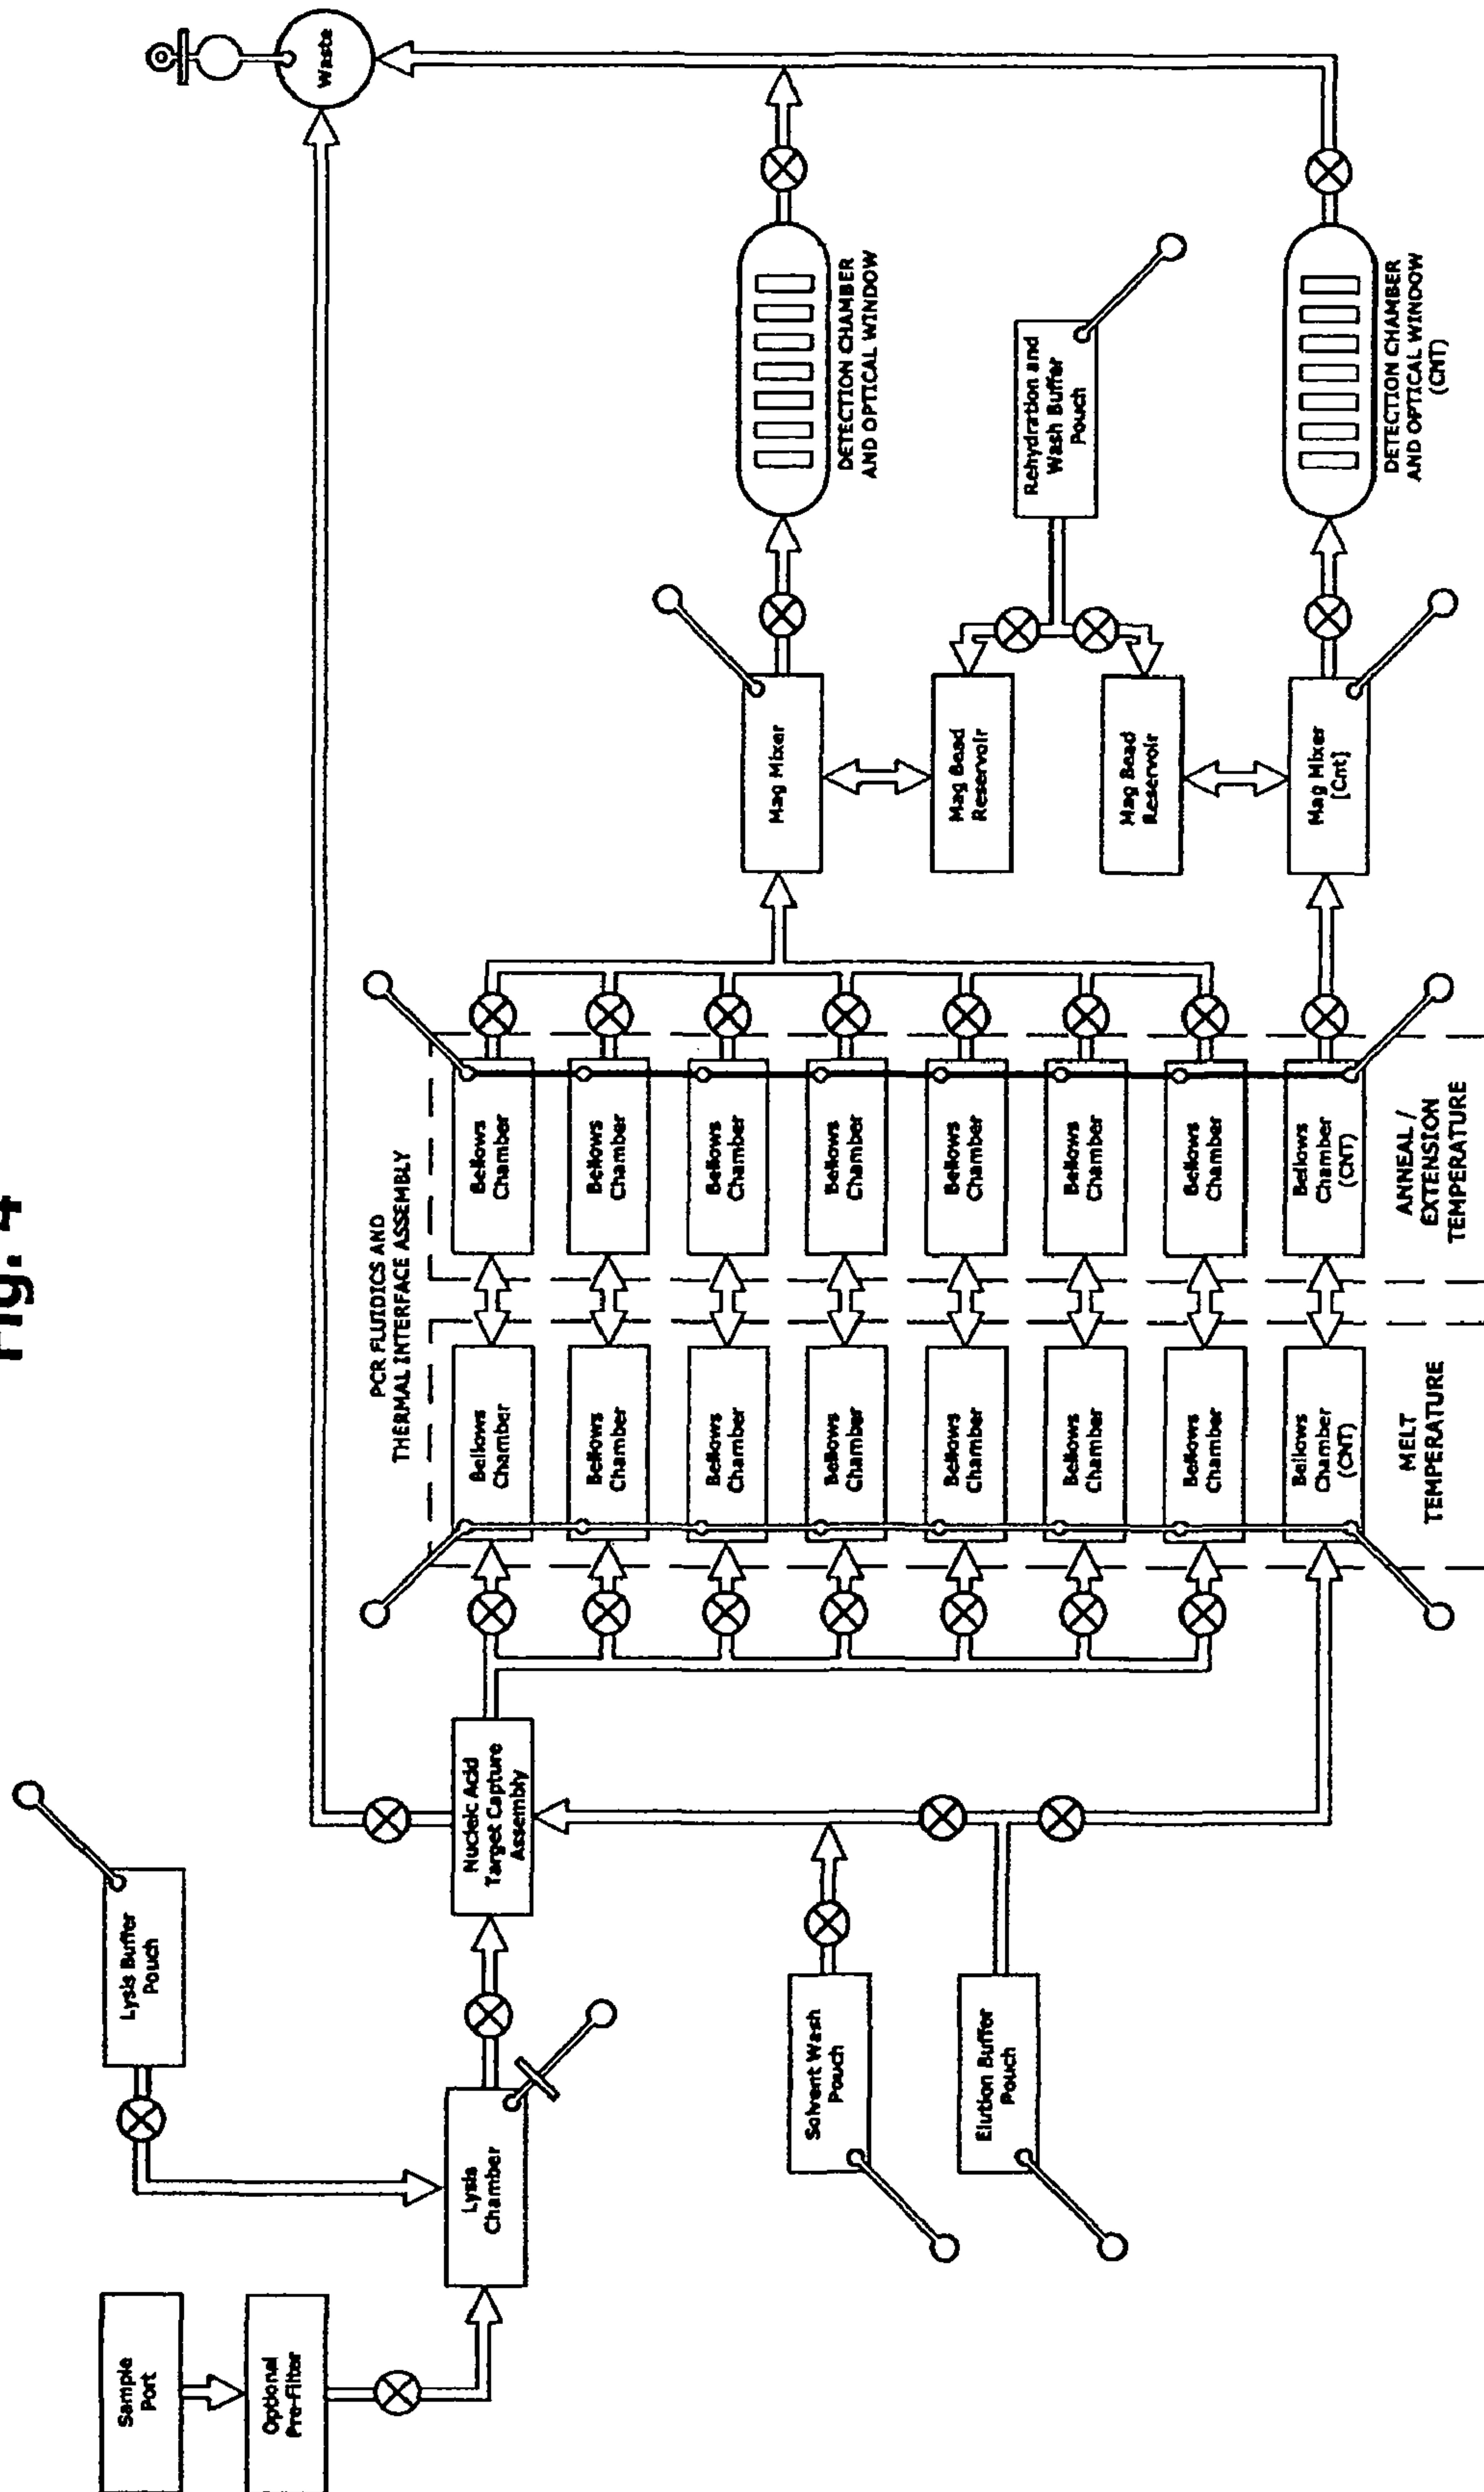 Fig. 4
Sample
Port
Optional
Pre-Filter
Lysis Buffer
Pouch
Lysis
Chamber
Nucleic Acid
Target Capture
Assembly
Solvent Wash
Pouch
Elution Buffer
Pouch
PCR FLUIDICS AND
THERMAL INTERFACE ASSEMBLY
Bellows
Chamber
Bellows
Chamber
Bellows
Chamber
Bellows
Chamber
Bellows
Chamber
Bellows
Chamber
Bellows
Chamber
Bellows
Chamber
(CNT)
MELT
TEMPERATURE
Bellows
Chamber
Bellows
Chamber
Bellows
Chamber
Bellows
Chamber
Bellows
Chamber
Bellows
Chamber
Bellows
Chamber
Bellows
Chamber
(CNT)
ANNEAL /
EXTENSION
TEMPERATURE
Mag Mixer
Mag Bead
Reservoir
Mag Bead
Reservoir
Mag Mixer
[Cnt]
Rehydration and
Wash Buffer
Pouch
DETECTION CHAMBER
AND OPTICAL WINDOW
DETECTION CHAMBER
AND OPTICAL WINDOW
(CNT)
Waste